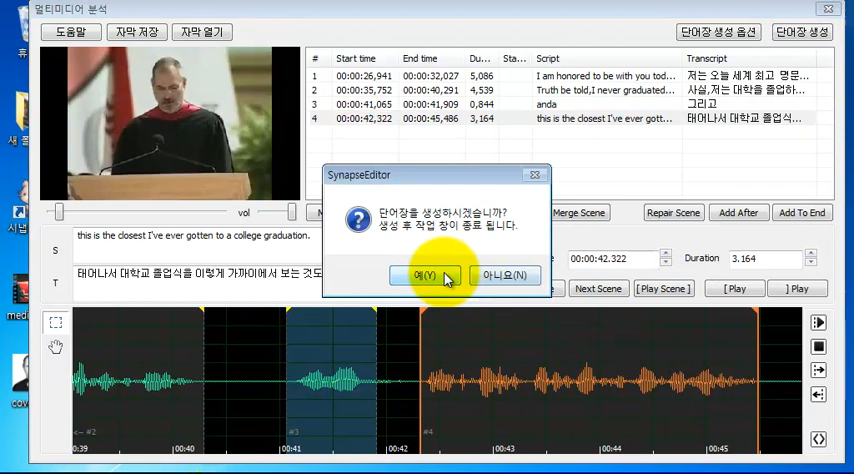 멀티미디어 분석
도움말 자막 저장 자막 열기 단어장 생성 옵션 단어장 생성
# Start time End time Du... Sta... Script Transcript
1 00:00:26,941 00:00:32,027 5,086 I am honored to be with you tod... 저는 오늘 세계 최고 명문...
2 00:00:35,752 00:00:40,291 4,539 Truth be told,I never graduated... 사실,저는 대학을 졸업하...
3 00:00:41,065 00:00:41,909 0,844 anda 그리고
4 00:00:42,322 00:00:45,486 3,164 this is the closest I've ever gott... 태어나서 대학교 졸업식...
SynapseEditor
단어장을 생성하시겠습니까?
생성 후 작업 창이 종료 됩니다.
예(Y) 아니요(N)
vol Merge Scene Repair Scene Add After Add To End
S this is the closest I've ever gotten to a college graduation.
00:00:42.322 Duration 3.164
T 태어나서 대학교 졸업식을 이렇게 가까이에서 보는 것도
Next Scene [Play Scene ] [ Play ] Play
<- #2 #3 #4
0:39 00:40 00:41 00:42 00:43 00:44 00:45
새 폴
시냅
medi
cov